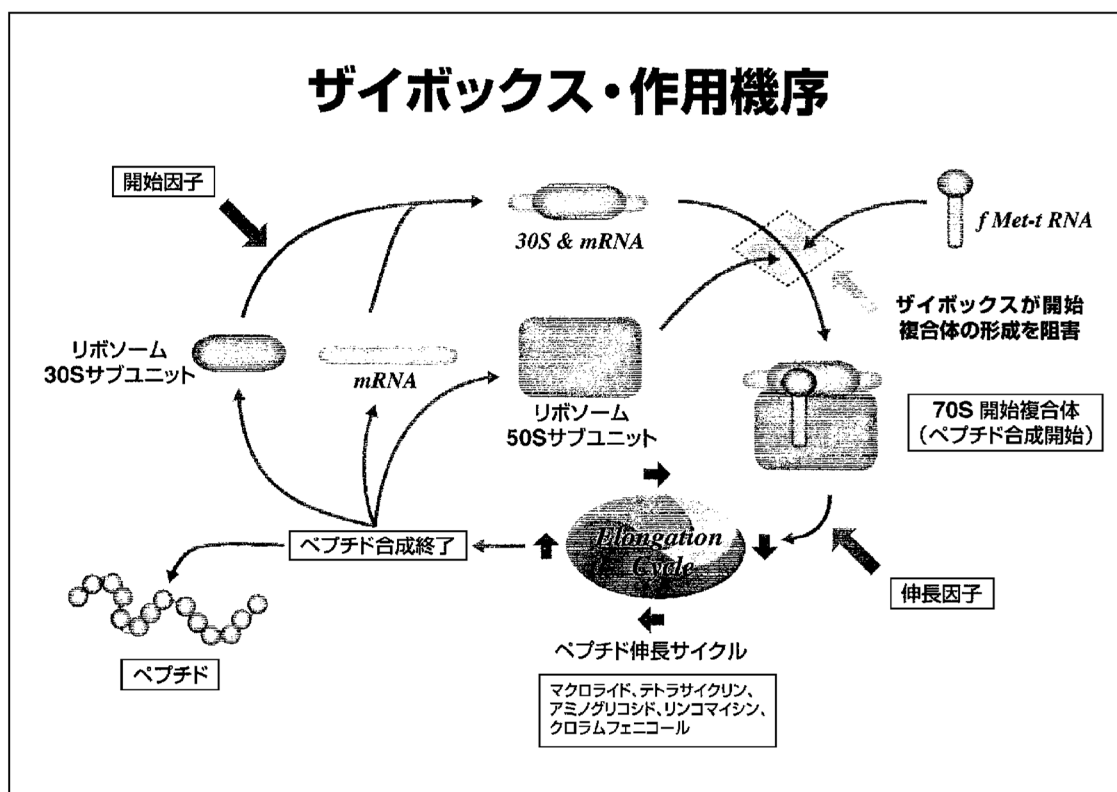 ザイボックス・作用機序
開始因子
30S & mRNA
f Met-t RNA
ザイボックスが開始
複合体の形成を阻害
リボソーム
30Sサブユニット
mRNA
リボソーム
50Sサブユニット
70S 開始複合体
（ペプチド合成開始）
ペプチド合成終了
Elongation
Cycle
伸長因子
ペプチド
ペプチド伸長サイクル
マクロライド、テトラサイクリン、
アミノグリコシド、リンコマイシン、
クロラムフェニコール